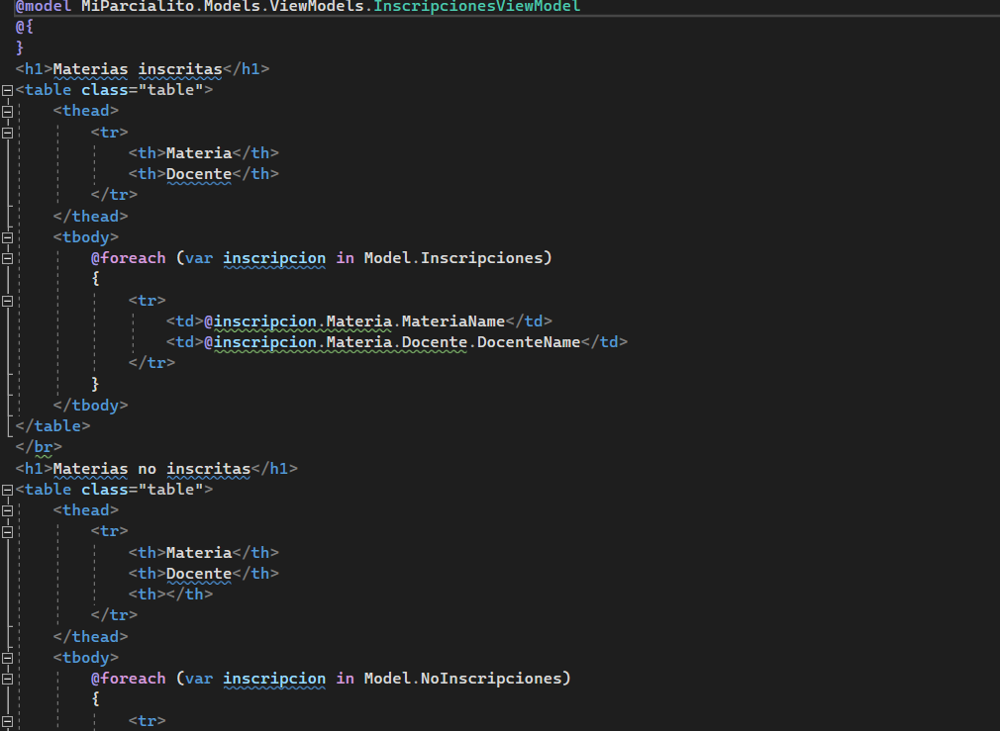 @model MiParcialito.Models.ViewModels.InscripcionesViewModel
@{
}
<h1>Materias inscritas</h1>
<table class="table">
    <thead>
        <tr>
            <th>Materia</th>
            <th>Docente</th>
        </tr>
    </thead>
    <tbody>
        @foreach (var inscripcion in Model.Inscripciones)
        {
            <tr>
                <td>@inscripcion.Materia.MateriaName</td>
                <td>@inscripcion.Materia.Docente.DocenteName</td>
            </tr>
        }
    </tbody>
</table>
</br>
<h1>Materias no inscritas</h1>
<table class="table">
    <thead>
        <tr>
            <th>Materia</th>
            <th>Docente</th>
            <th></th>
        </tr>
    </thead>
    <tbody>
        @foreach (var inscripcion in Model.NoInscripciones)
        {
            <tr>